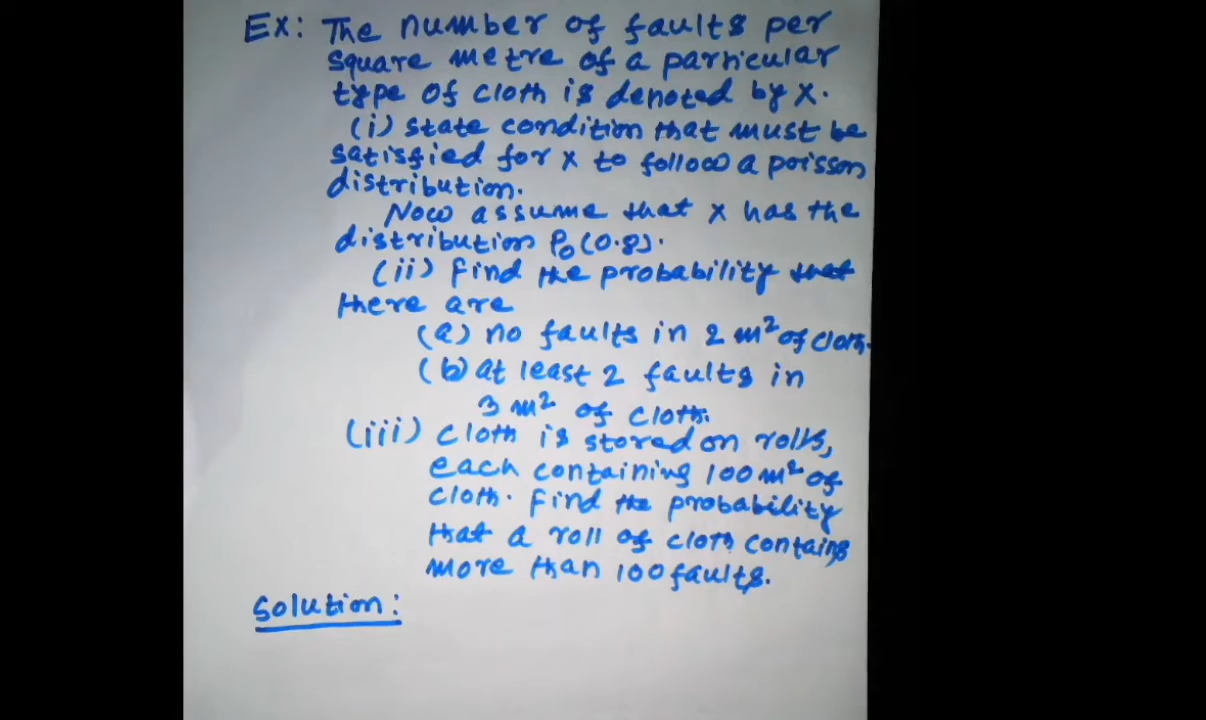 Ex: The number of faults per
square metre of a particular
type of cloth is denoted by x.
(i) state condition that must be
satisfied for x to follow a poisson
distribution.
Now assume that x has the
distribution Po(0.8).
(ii) Find the probability that
there are
(a) no faults in 2 m² of cloth.
(b) at least 2 faults in
3 m² of cloth.
(iii) cloth is stored on rolls,
each containing 100 m² of
cloth. Find the probability
that a roll of cloth contains
more than 100 faults.
Solution: